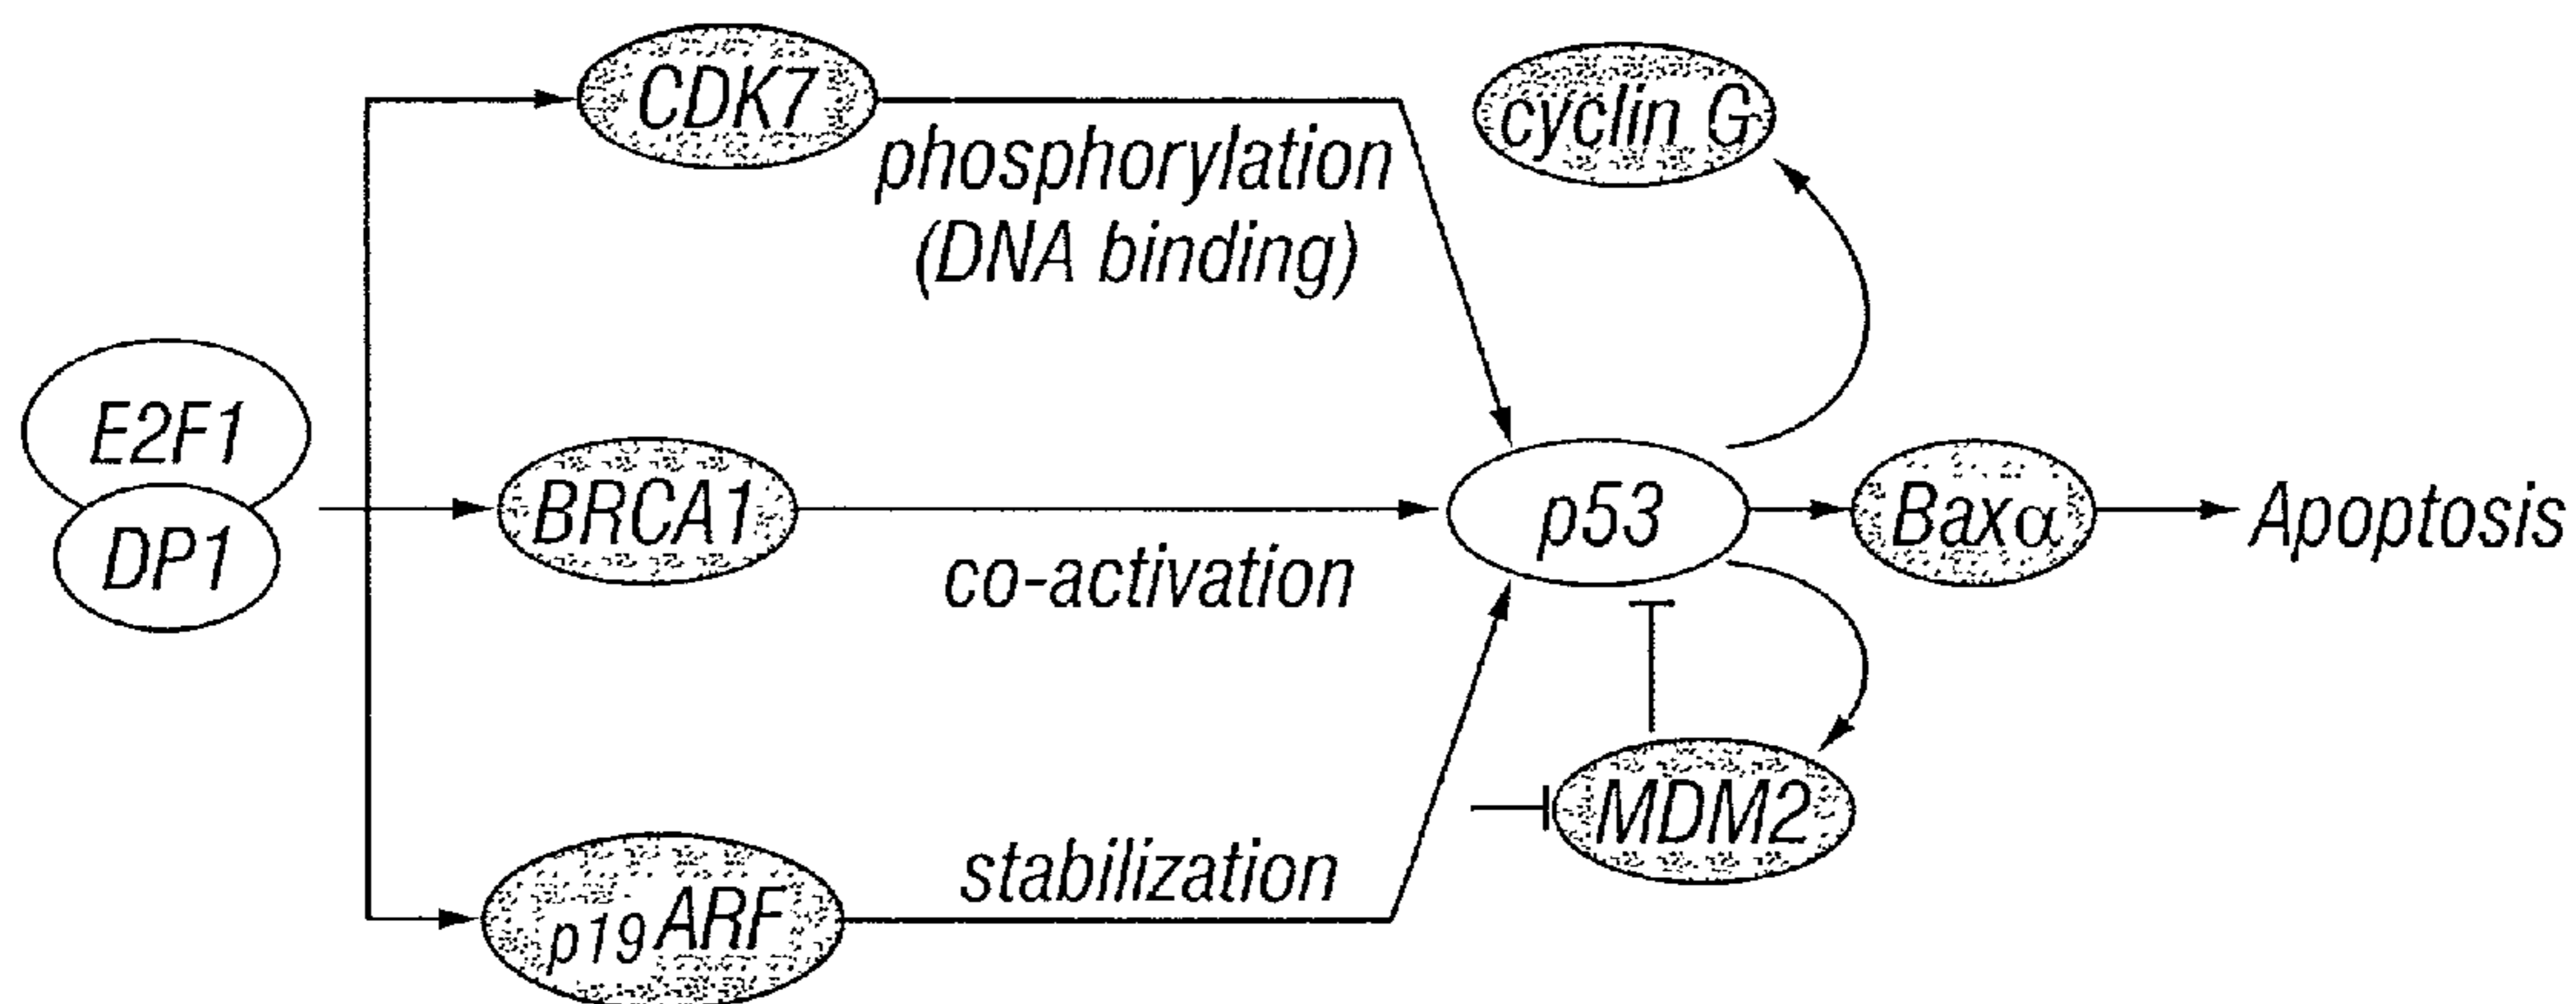 CDK7
cyclin G
phosphorylation
(DNA binding)
E2F1
DP1
BRCA1
co-activation
p53
Baxα
Apoptosis
MDM2
stabilization
p19ARF